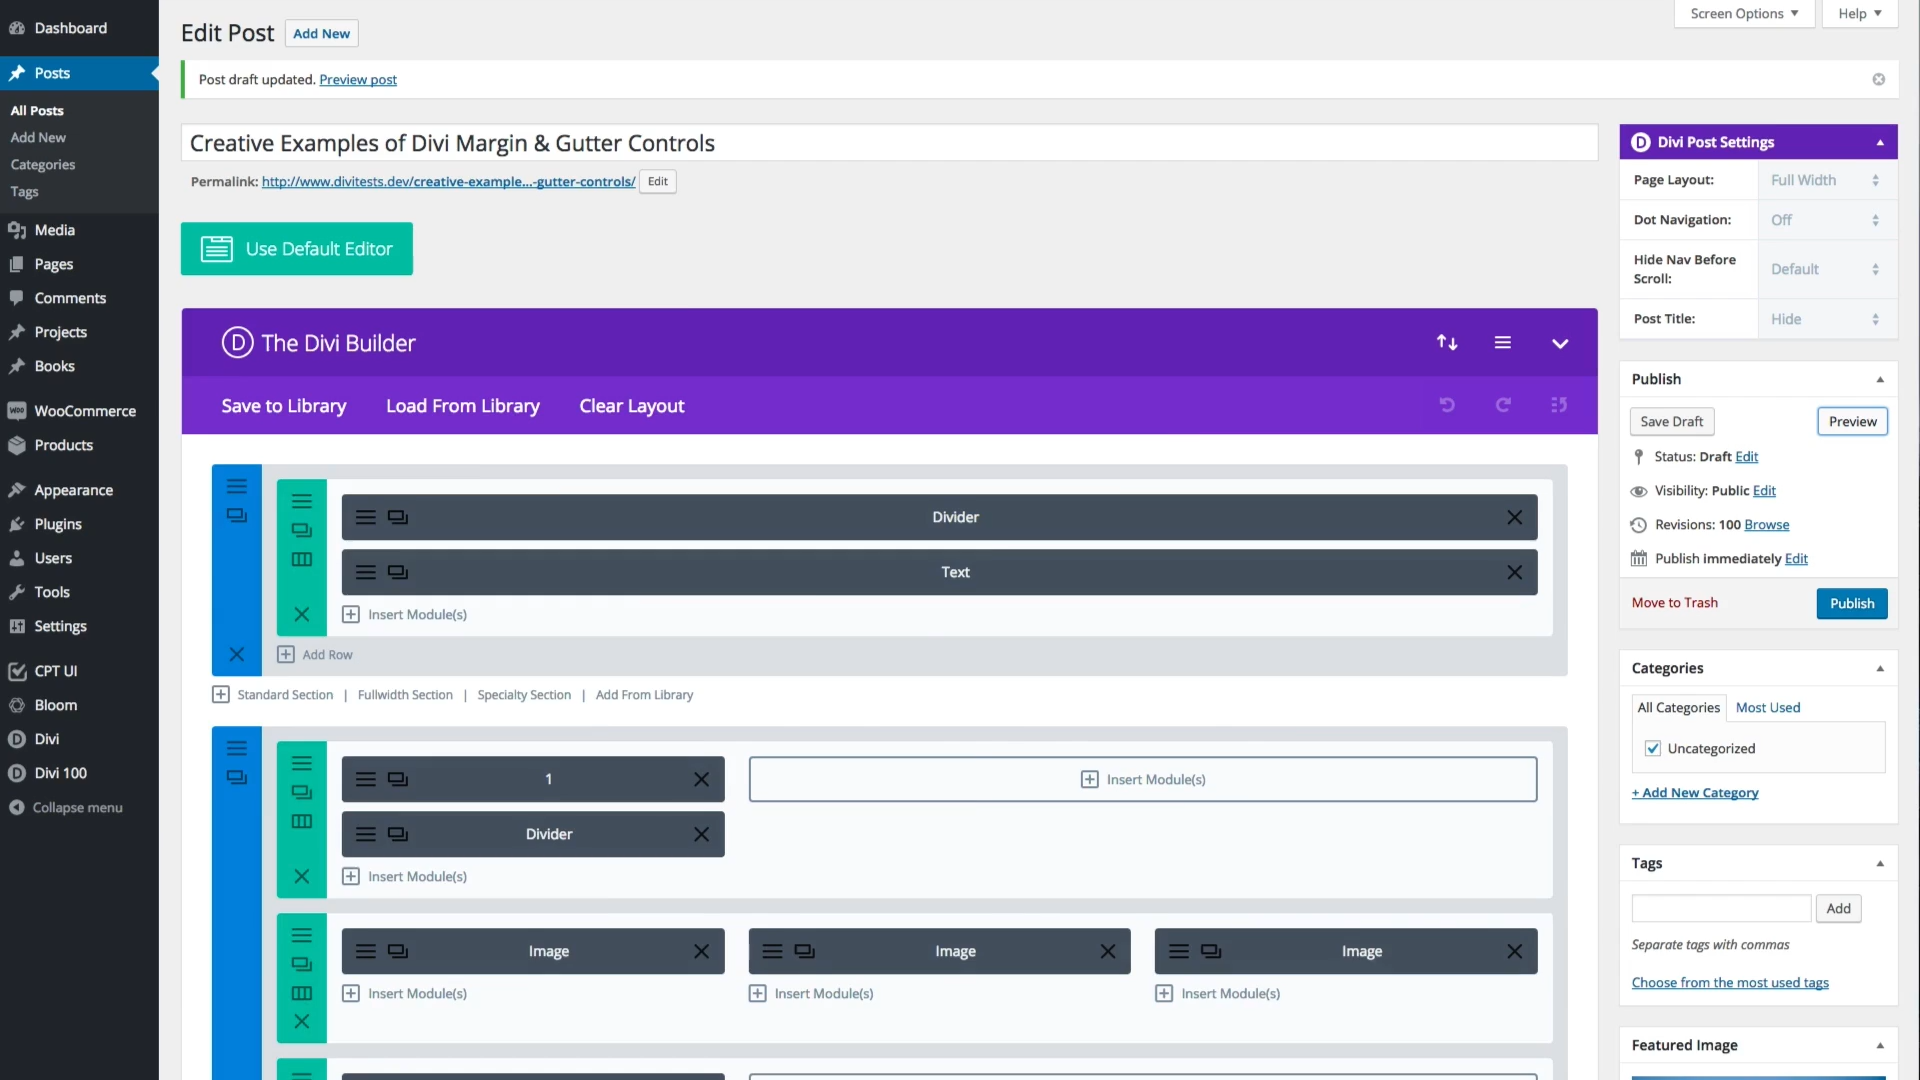 Dashboard
Posts
All Posts
Add New
Categories
Tags
Media
Pages
Comments
Projects
Books
WooCommerce
Products
Appearance
Plugins
Users
Tools
Settings
CPT UI
Bloom
Divi
Divi 100
Collapse menu
Screen Options
Help
Edit Post
Add New
Post draft updated. Preview post
Creative Examples of Divi Margin & Gutter Controls
Permalink: http://www.divitests.dev/creative-example...-gutter-controls/ Edit
Use Default Editor
D The Divi Builder
Save to Library Load From Library Clear Layout
Divider
Text
Insert Module(s)
Add Row
Standard Section | Fullwidth Section | Specialty Section | Add From Library
1
Insert Module(s)
Divider
Insert Module(s)
Image Image Image
Insert Module(s) Insert Module(s) Insert Module(s)
D Divi Post Settings
Page Layout: Full Width
Dot Navigation: Off
Hide Nav Before Scroll: Default
Post Title: Hide
Publish
Save Draft Preview
Status: Draft Edit
Visibility: Public Edit
Revisions: 100 Browse
Publish immediately Edit
Move to Trash Publish
Categories
All Categories Most Used
Uncategorized
+ Add New Category
Tags
Add
Separate tags with commas
Choose from the most used tags
Featured Image